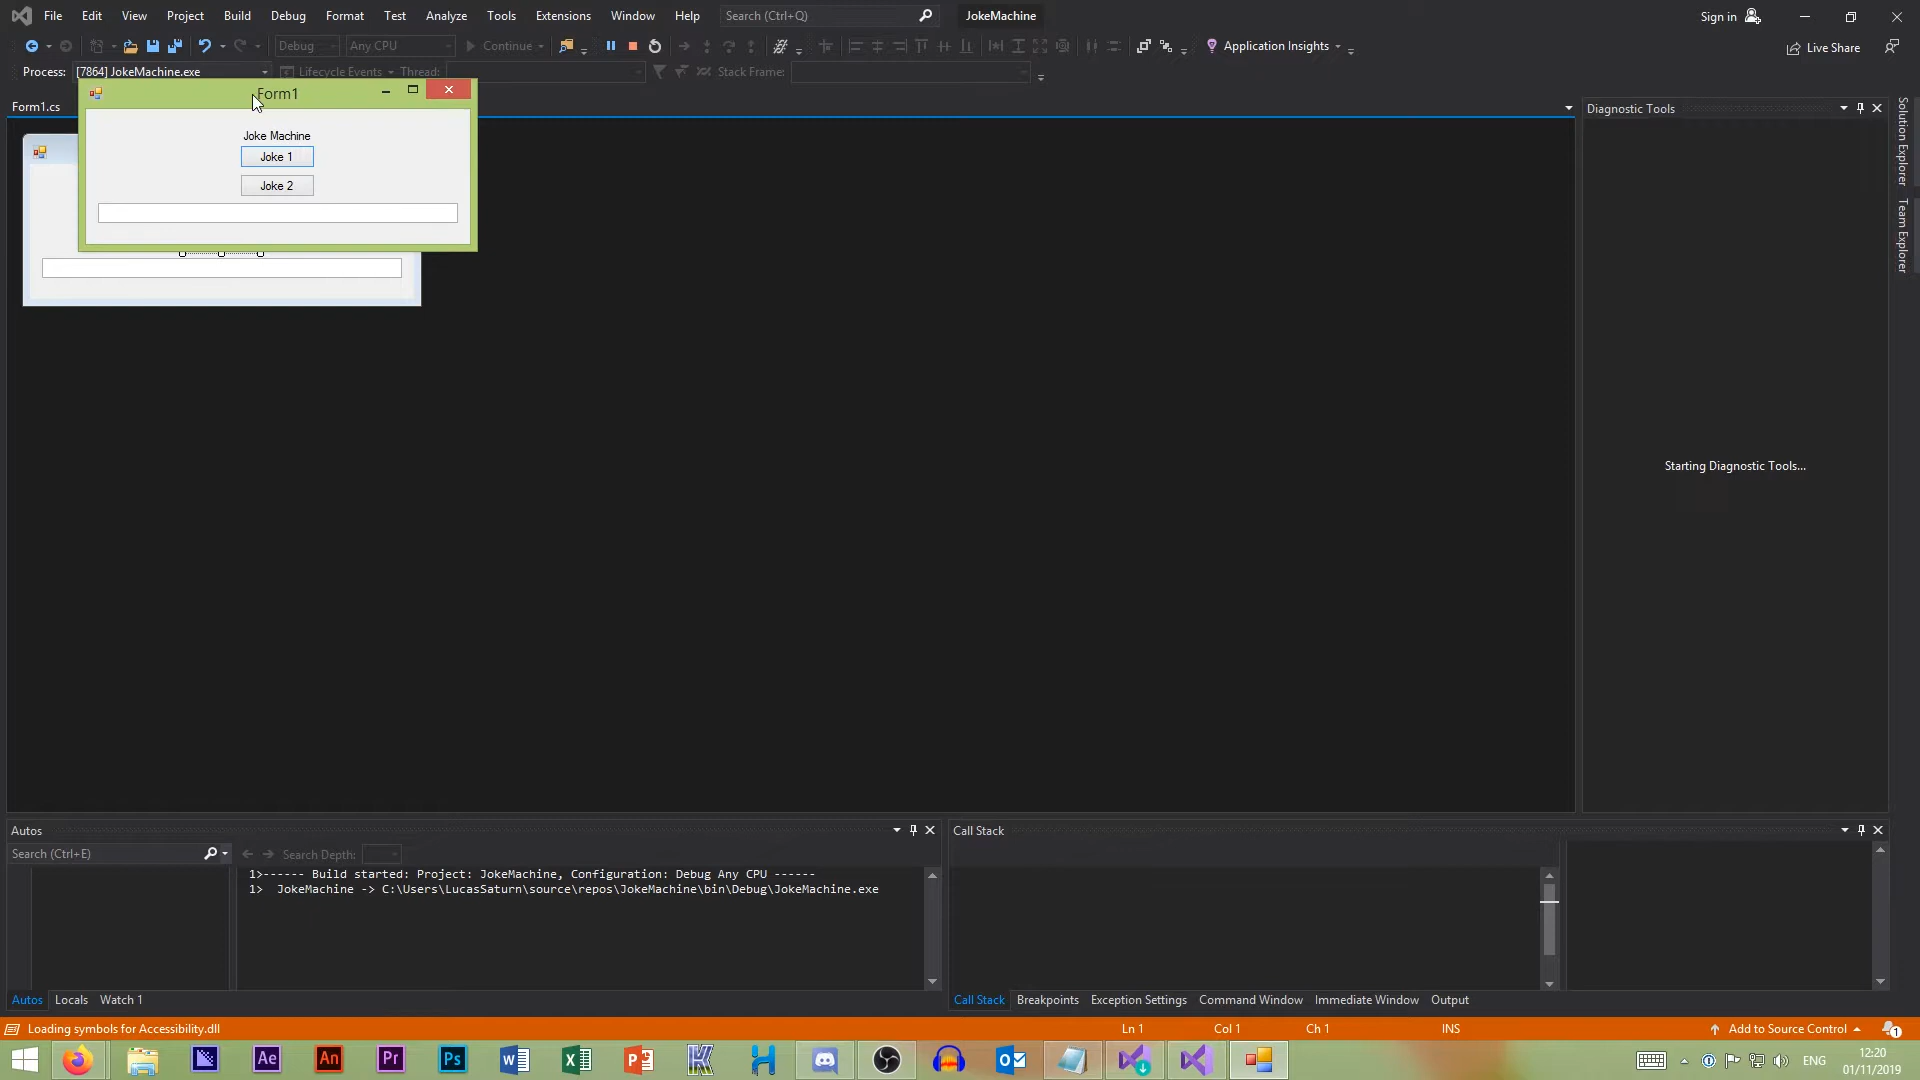 File Edit View Project Build Debug Format Test Analyze Tools Extensions Window Help Search (Ctrl+Q) JokeMachine Sign in
Debug Any CPU Continue Application Insights Live Share
Process: [7864] JokeMachine.exe Lifecycle Events Thread: Stack Frame:
Form1
Form1.cs
Diagnostic Tools
Solution Explorer
Team Explorer
Joke Machine
Joke 1
Joke 2
Starting Diagnostic Tools...
Autos
Search (Ctrl+E) Search Depth:
1>------ Build started: Project: JokeMachine, Configuration: Debug Any CPU ------
1> JokeMachine -> C:\Users\LucasSaturn\source\repos\JokeMachine\bin\Debug\JokeMachine.exe
Autos Locals Watch 1
Call Stack
Call Stack Breakpoints Exception Settings Command Window Immediate Window Output
Loading symbols for Accessibility.dll Ln 1 Col 1 Ch 1 INS Add to Source Control 1
Ae An Pr Ps
ENG
12:20
01/11/2019